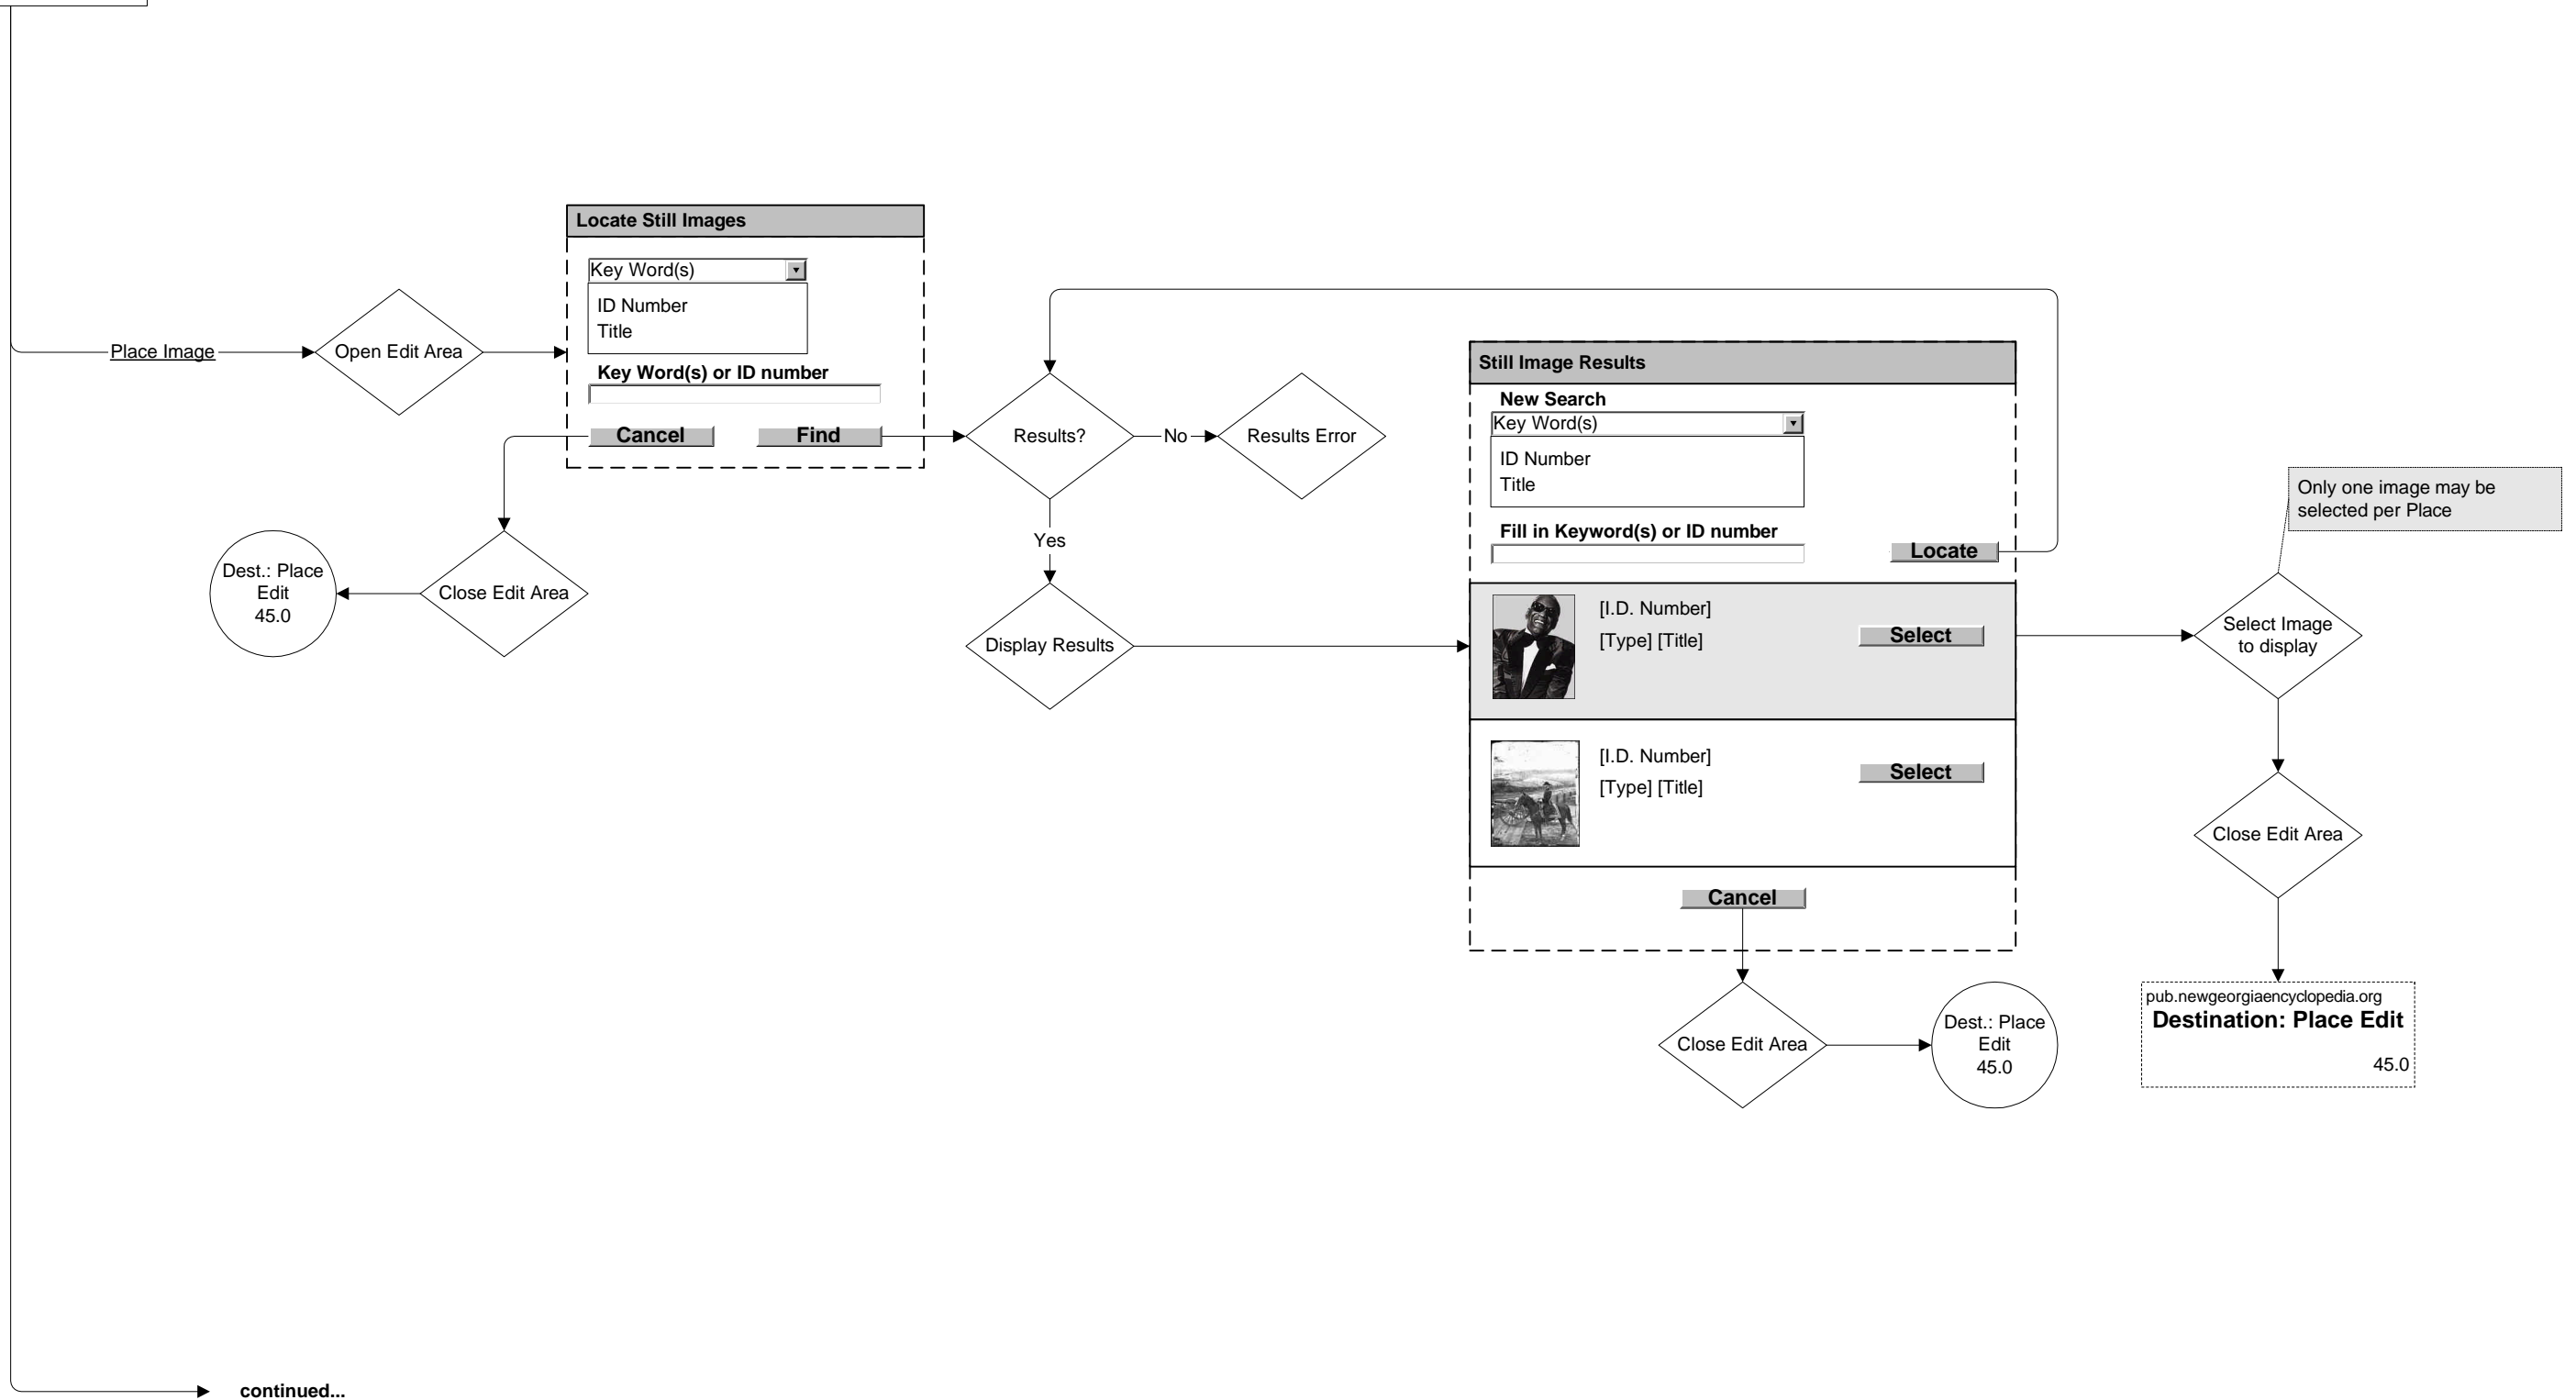 Locate Still Images
Key Word(s)
ID Number
Title
Place Image
Open Edit Area
Key Word(s) or ID number
Cancel
Find
Results?
No
Results Error
Yes
Dest.: Place
Edit
45.0
Close Edit Area
Display Results
Still Image Results
New Search
Key Word(s)
ID Number
Title
Fill in Keyword(s) or ID number
Locate
[I.D. Number]
[Type] [Title]
Select
[I.D. Number]
[Type] [Title]
Select
Cancel
Close Edit Area
Dest.: Place
Edit
45.0
Only one image may be
selected per Place
Select Image
to display
Close Edit Area
pub.newgeorgiaencyclopedia.org
Destination: Place Edit
45.0
continued...